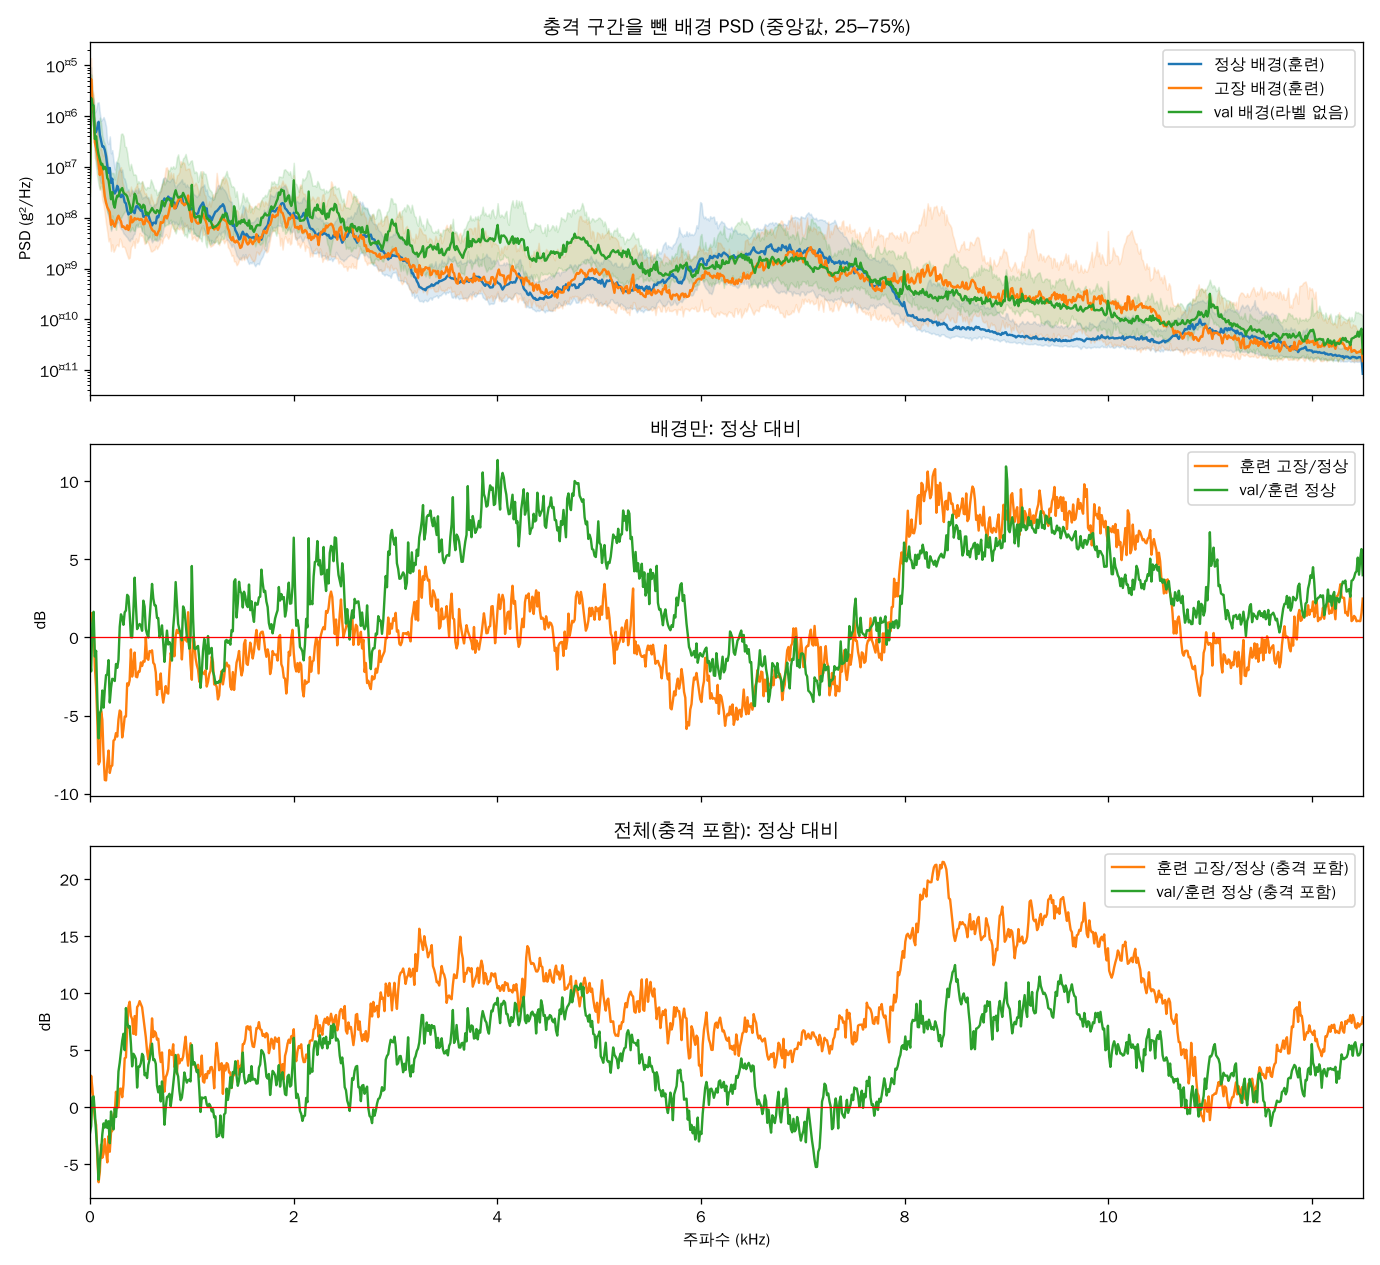 충격 구간을 뺀 배경 PSD (중앙값, 25–75%)
정상 배경(훈련)
고장 배경(훈련)
val 배경(라벨 없음)
PSD (g²/Hz)
배경만: 정상 대비
훈련 고장/정상
val/훈련 정상
10
5
0
-5
-10
dB
전체(충격 포함): 정상 대비
훈련 고장/정상 (충격 포함)
val/훈련 정상 (충격 포함)
20
15
10
5
0
-5
dB
0 2 4 6 8 10 12
주파수 (kHz)